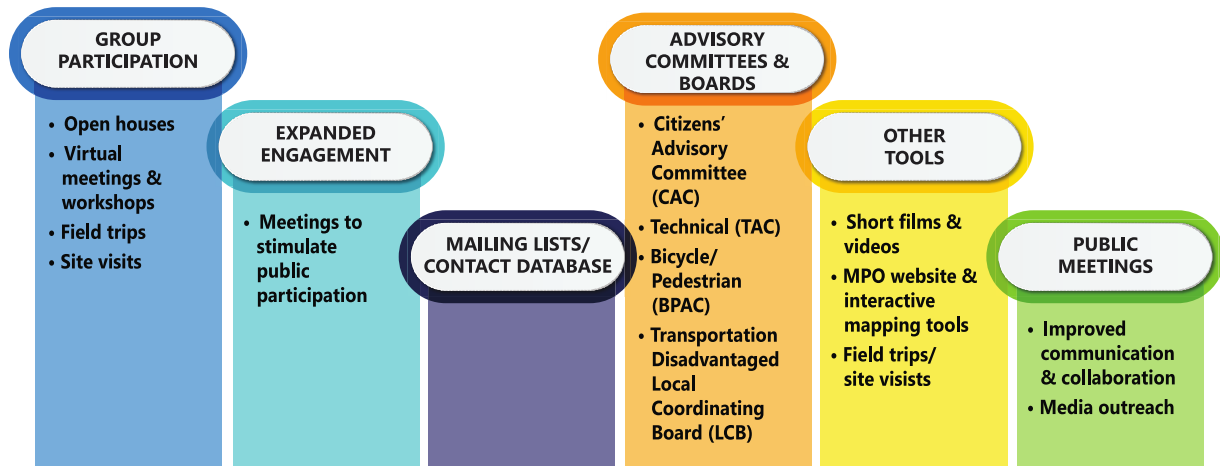 GROUP
PARTICIPATION
• Open houses
• Virtual
meetings &
workshops
• Field trips
• Site visits
EXPANDED
ENGAGEMENT
• Meetings to
stimulate
public
participation
MAILING LISTS/
CONTACT DATABASE
ADVISORY
COMMITTEES &
BOARDS
• Citizens’
Advisory
Committee
(CAC)
• Technical (TAC)
• Bicycle/
Pedestrian
(BPAC)
• Transportation
Disadvantaged
Local
Coordinating
Board (LCB)
OTHER
TOOLS
• Short films &
videos
• MPO website &
interactive
mapping tools
• Field trips/
site visists
PUBLIC
MEETINGS
• Improved
communication
& collaboration
• Media outreach